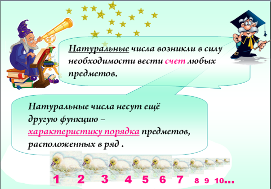 Натуральные числа возникли в силу
необходимости вести счет любых
предметов.
Натуральные числа несут ещё
другую функцию –
характеристику порядка предметов,
расположенных в ряд .
1 2 3 4 5 6 7 8 9 10...